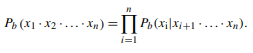 P_b (x_1 · x_2 · ... · x_n) = ∏_{i=1}^{n} P_b(x_i|x_{i+1} · ... · x_n).